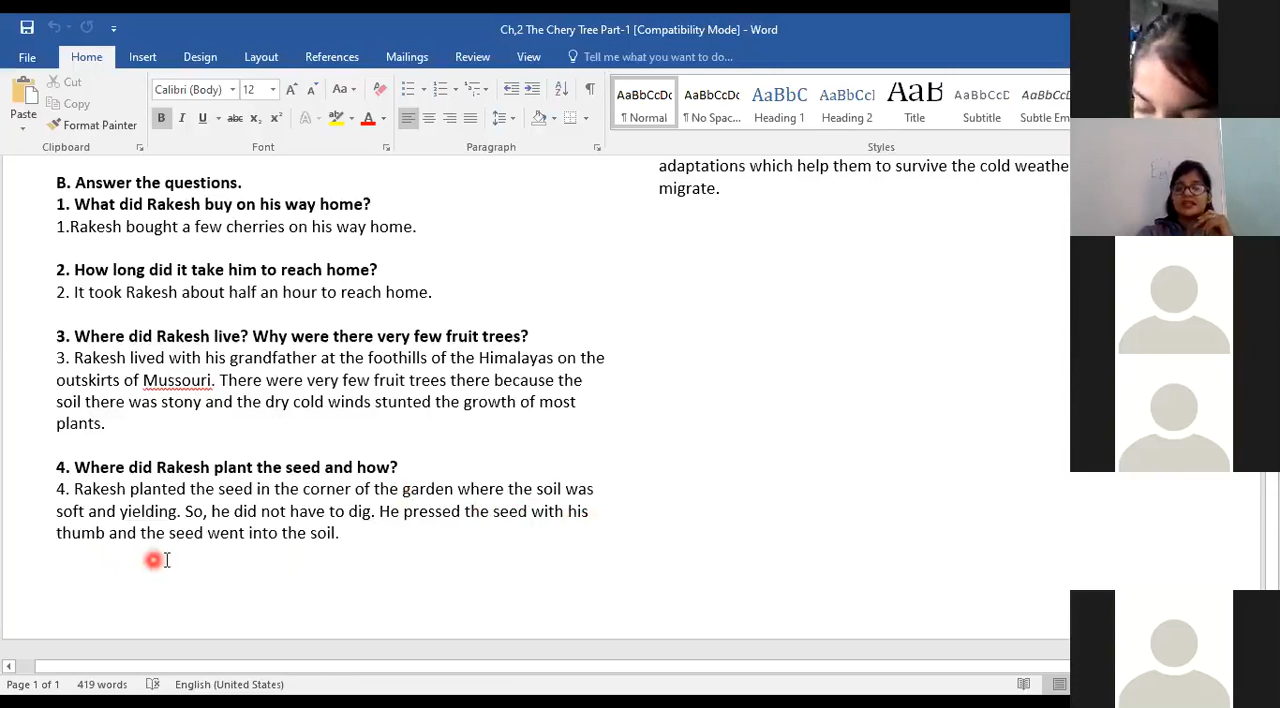 Ch,2 The Chery Tree Part-1 [Compatibility Mode] - Word
File Home Insert Design Layout References Mailings Review View Tell me what you want to do...
Cut
Copy
Format Painter
Paste
Calibri (Body) 12
Clipboard Font Paragraph Styles
AaBbCcDc AaBbCcDc AaBbC AaBbCcI AaB AaBbCcD AaBbCcD
¶ Normal ¶ No Spac... Heading 1 Heading 2 Title Subtitle Subtle Em
B. Answer the questions.
1. What did Rakesh buy on his way home?
1.Rakesh bought a few cherries on his way home.
2. How long did it take him to reach home?
2. It took Rakesh about half an hour to reach home.
3. Where did Rakesh live? Why were there very few fruit trees?
3. Rakesh lived with his grandfather at the foothills of the Himalayas on the
outskirts of Mussouri. There were very few fruit trees there because the
soil there was stony and the dry cold winds stunted the growth of most
plants.
4. Where did Rakesh plant the seed and how?
4. Rakesh planted the seed in the corner of the garden where the soil was
soft and yielding. So, he did not have to dig. He pressed the seed with his
thumb and the seed went into the soil.
adaptations which help them to survive the cold weathe
migrate.
Page 1 of 1 419 words English (United States)